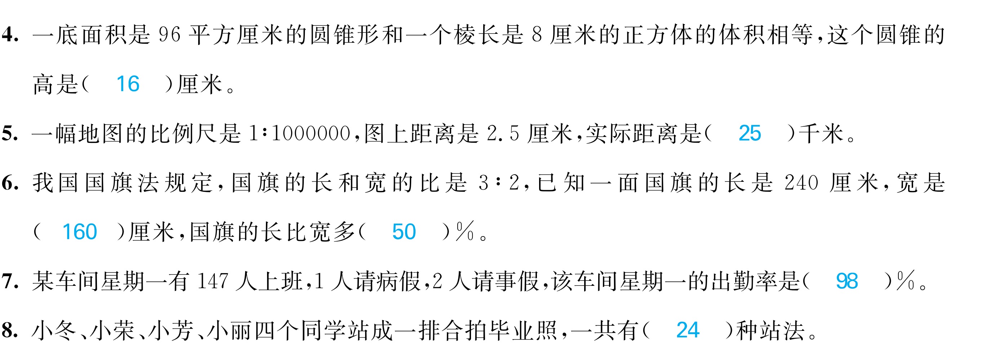 4. 一底面积是 96 平方厘米的圆锥形和一个棱长是 8 厘米的正方体的体积相等,这个圆锥的
高是( 16 )厘米。
5. 一幅地图的比例尺是 1∶1000000,图上距离是 2.5 厘米,实际距离是( 25 )千米。
6. 我国国旗法规定,国旗的长和宽的比是 3∶2,已知一面国旗的长是 240 厘米,宽是
( 160 )厘米,国旗的长比宽多( 50 )%。
7. 某车间星期一有 147 人上班,1 人请病假,2 人请事假,该车间星期一的出勤率是( 98 )%。
8. 小冬、小荣、小芳、小丽四个同学站成一排合拍毕业照,一共有( 24 )种站法。